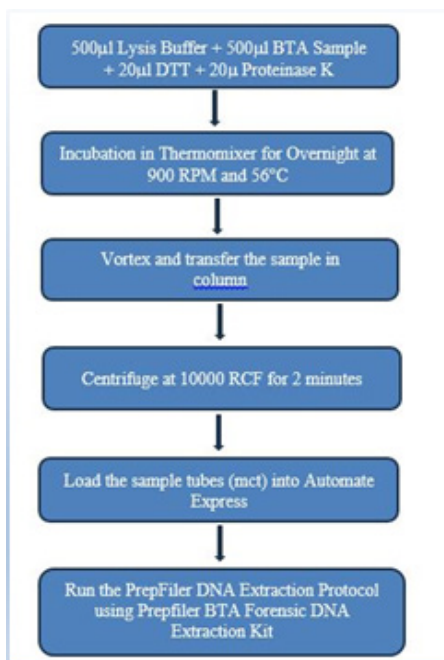 500µl Lysis Buffer + 500µl BTA Sample
+ 20µl DTT + 20µ Proteinase K
Incubation in Thermomixer for Overnight at
900 RPM and 56°C
Vortex and transfer the sample in
column
Centrifuge at 10000 RCF for 2 minutes
Load the sample tubes (mct) into Automate
Express
Run the PrepFiler DNA Extraction Protocol
using Prepfiler BTA Forensic DNA
Extraction Kit